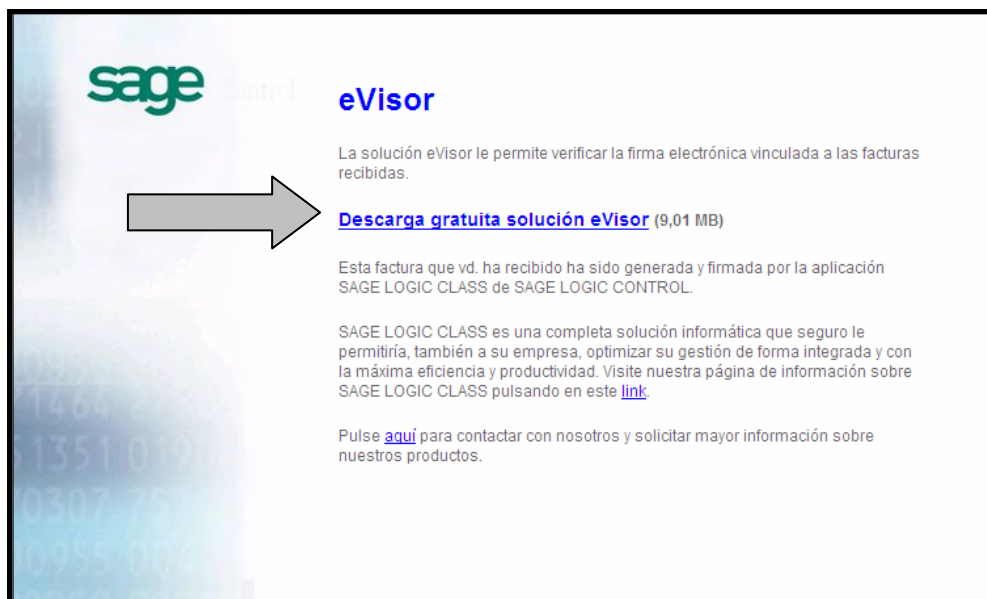 sage
Control
eVisor
La solución eVisor le permite verificar la firma electrónica vinculada a las facturas
recibidas.
Descarga gratuita solución eVisor (9,01 MB)
Esta factura que vd. ha recibido ha sido generada y firmada por la aplicación
SAGE LOGIC CLASS de SAGE LOGIC CONTROL.
SAGE LOGIC CLASS es una completa solución informática que seguro le
permitiría, también a su empresa, optimizar su gestión de forma integrada y con
la máxima eficiencia y productividad. Visite nuestra página de información sobre
SAGE LOGIC CLASS pulsando en este link.
Pulse aquí para contactar con nosotros y solicitar mayor información sobre
nuestros productos.